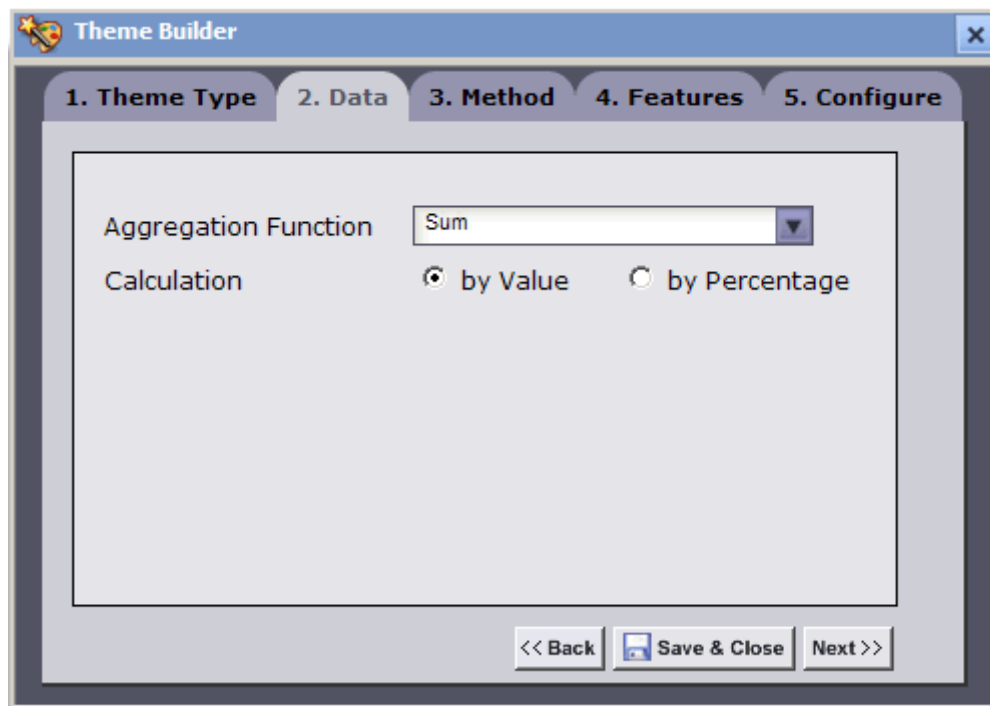 Theme Builder
1. Theme Type 2. Data 3. Method 4. Features 5. Configure
Aggregation Function Sum
Calculation by Value by Percentage
<< Back Save & Close Next >>